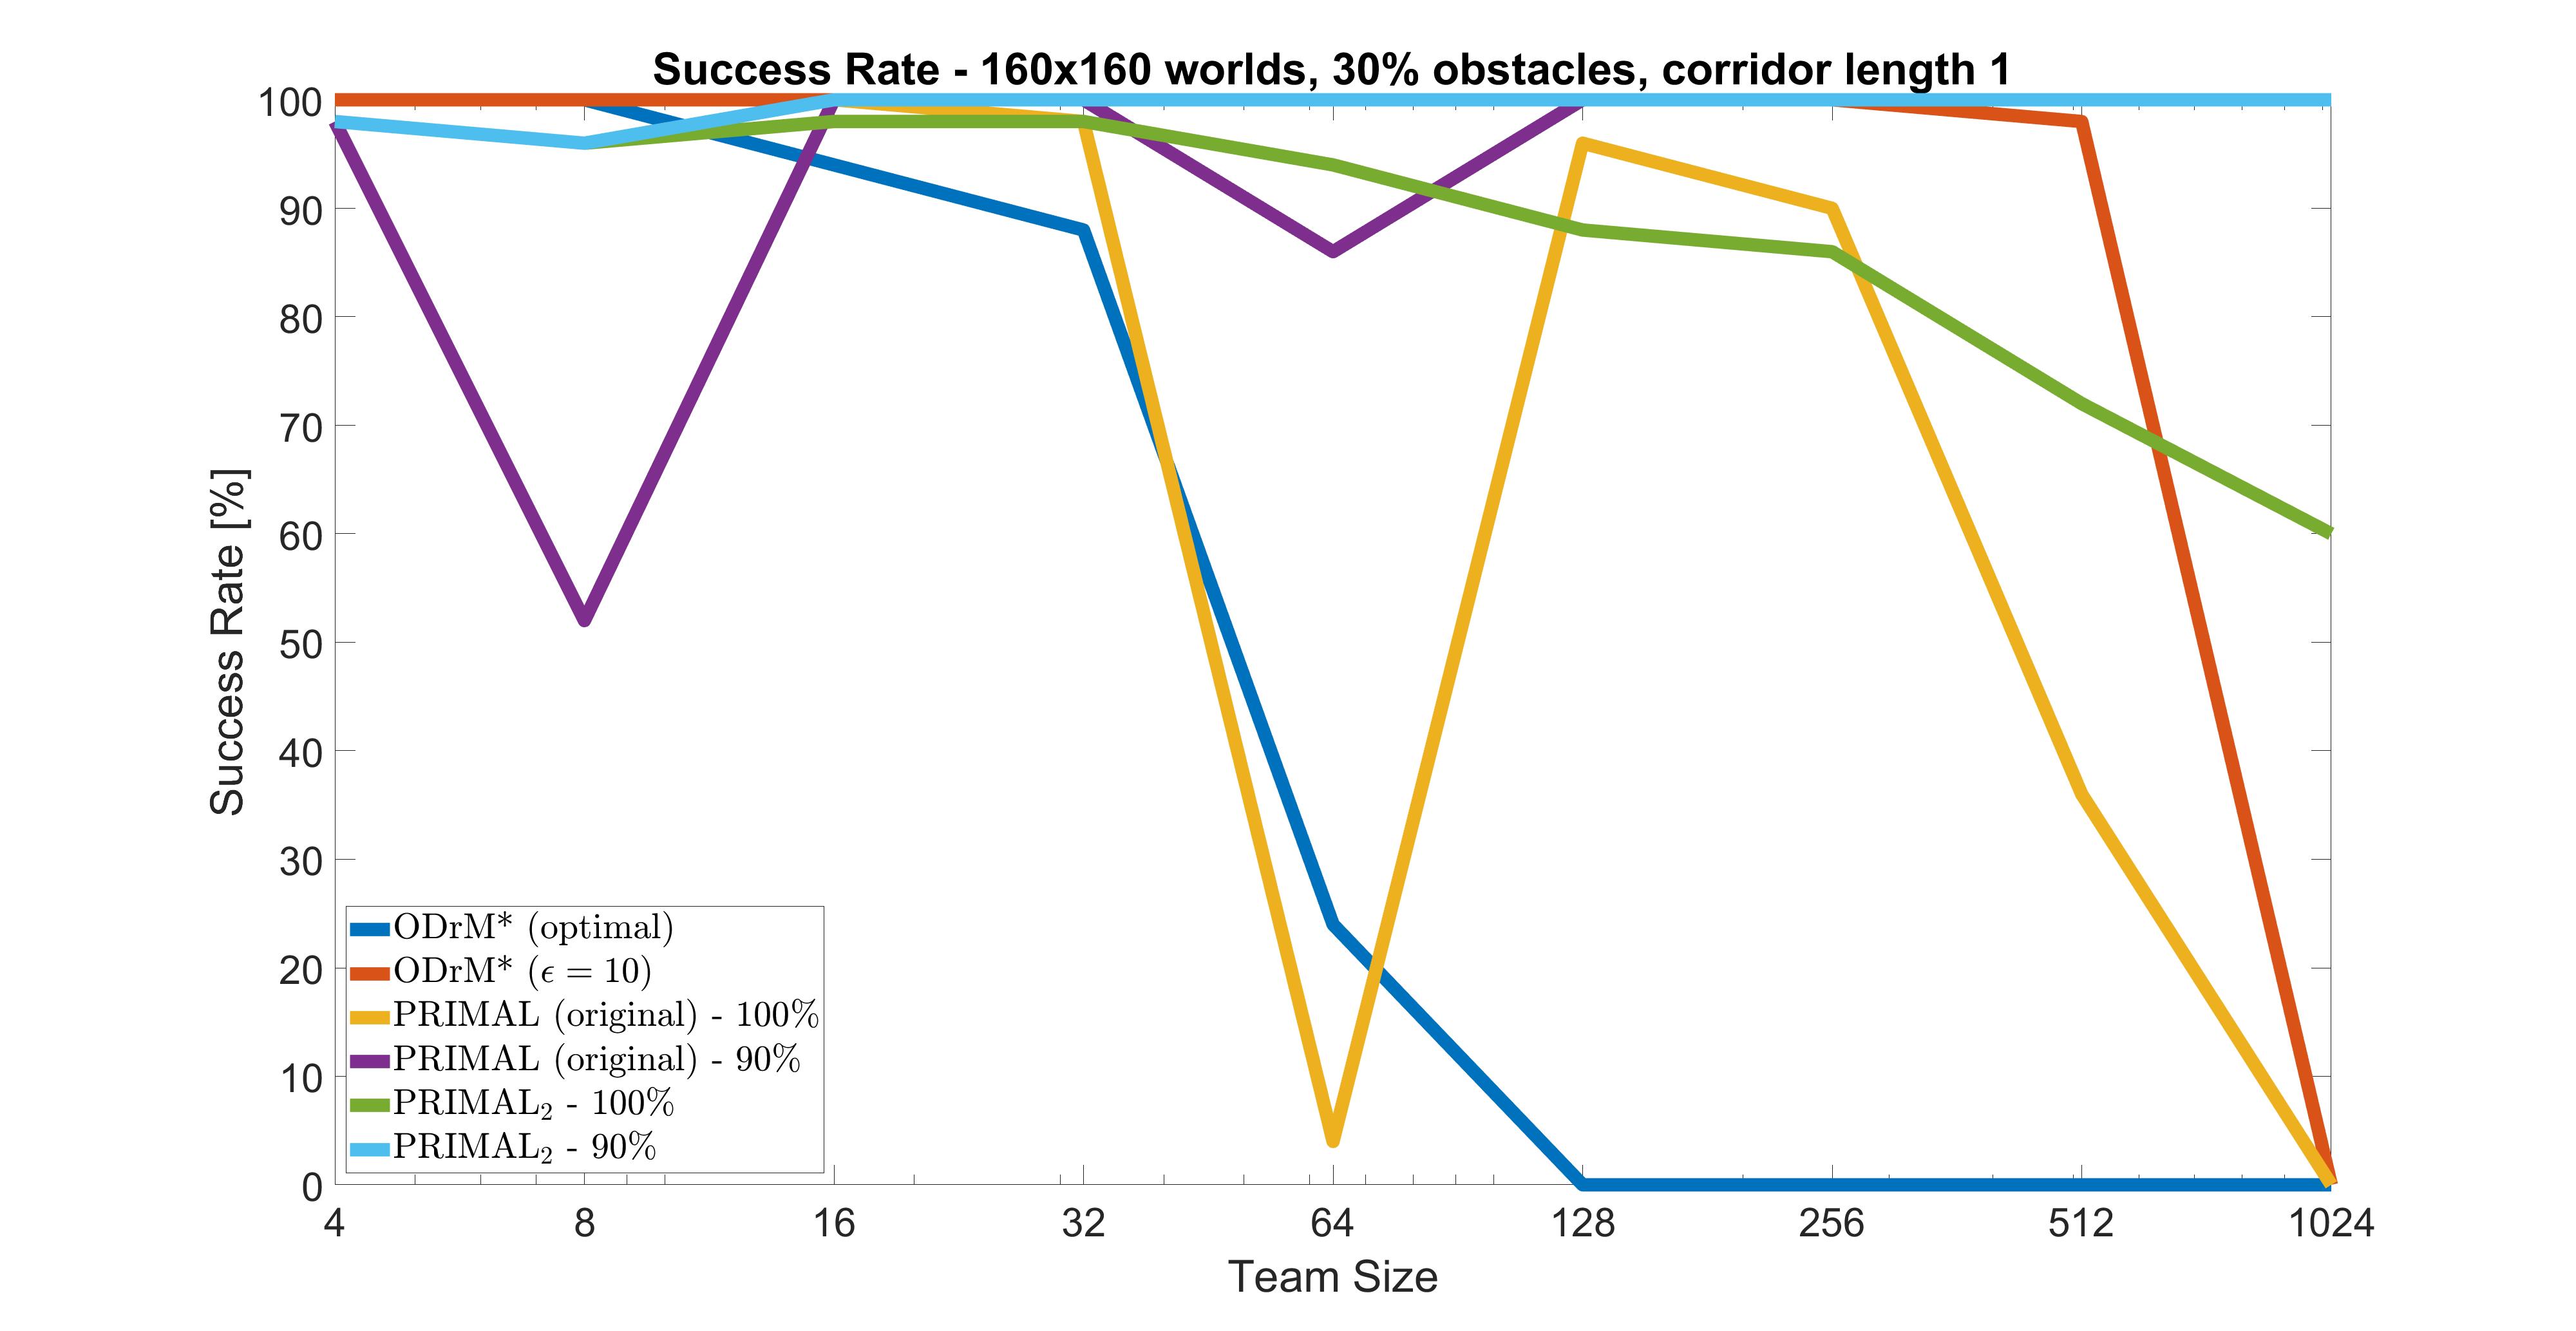 Success Rate - 160x160 worlds, 30% obstacles, corridor length 1
100
90
80
70
60
50
40
30
20
10
0
Success Rate [%]
ODrM* (optimal)
ODrM* (ϵ = 10)
PRIMAL (original) - 100%
PRIMAL (original) - 90%
PRIMAL₂ - 100%
PRIMAL₂ - 90%
4 8 16 32 64 128 256 512 1024
Team Size